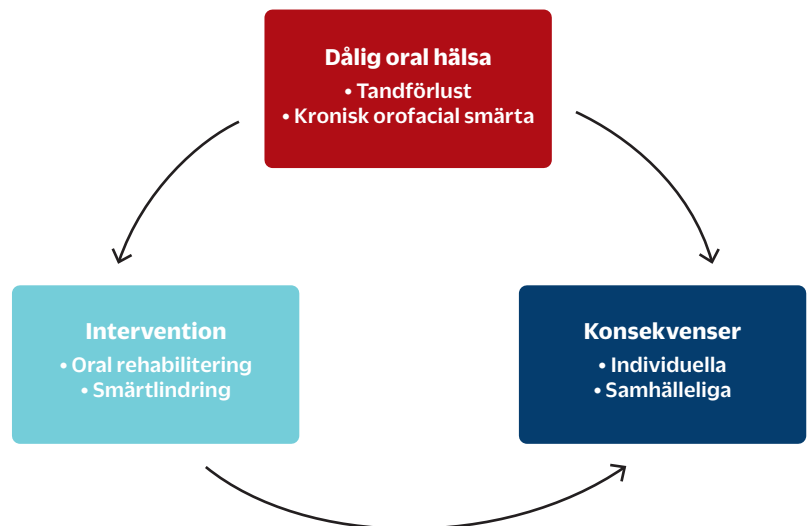 Dålig oral hälsa
• Tandförlust
• Kronisk orofacial smärta
Intervention
• Oral rehabilitering
• Smärtlindring
Konsekvenser
• Individuella
• Samhälleliga